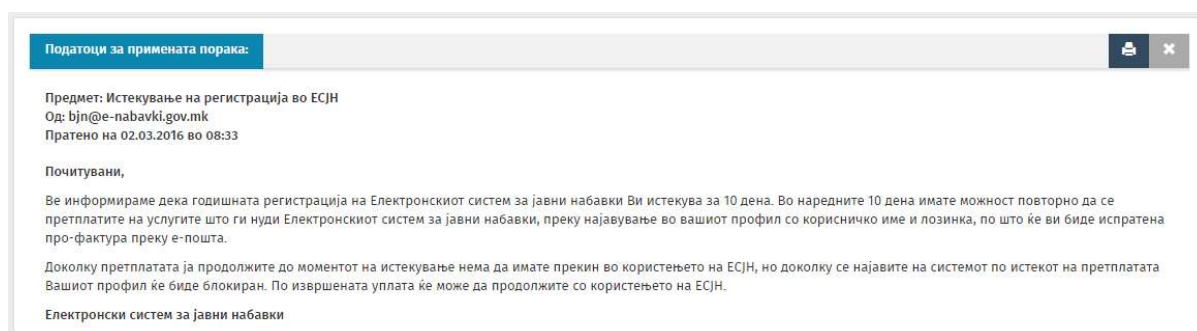 Податоци за примената порака:
Предмет: Истекување на регистрација во ЕСЈН
Од: bjn@e-nabavki.gov.mk
Пратено на 02.03.2016 во 08:33
Почитувани,
Ве информираме дека годишната регистрација на Електронскиот систем за јавни набавки Ви истекува за 10 дена. Во наредните 10 дена имате можност повторно да се
претплатите на услугите што ги нуди Електронскиот систем за јавни набавки, преку најавување во вашиот профил со корисничко име и лозинка, по што ќе ви биде испратена
про-фактура преку е-пошта.
Доколку претплатата ја продолжите до моментот на истекување нема да имате прекин во користењето на ЕСЈН, но доколку се најавите на системот по истекот на претплатата
Вашиот профил ќе биде блокиран. По извршената уплата ќе може да продолжите со користењето на ЕСЈН.
Електронски систем за јавни набавки